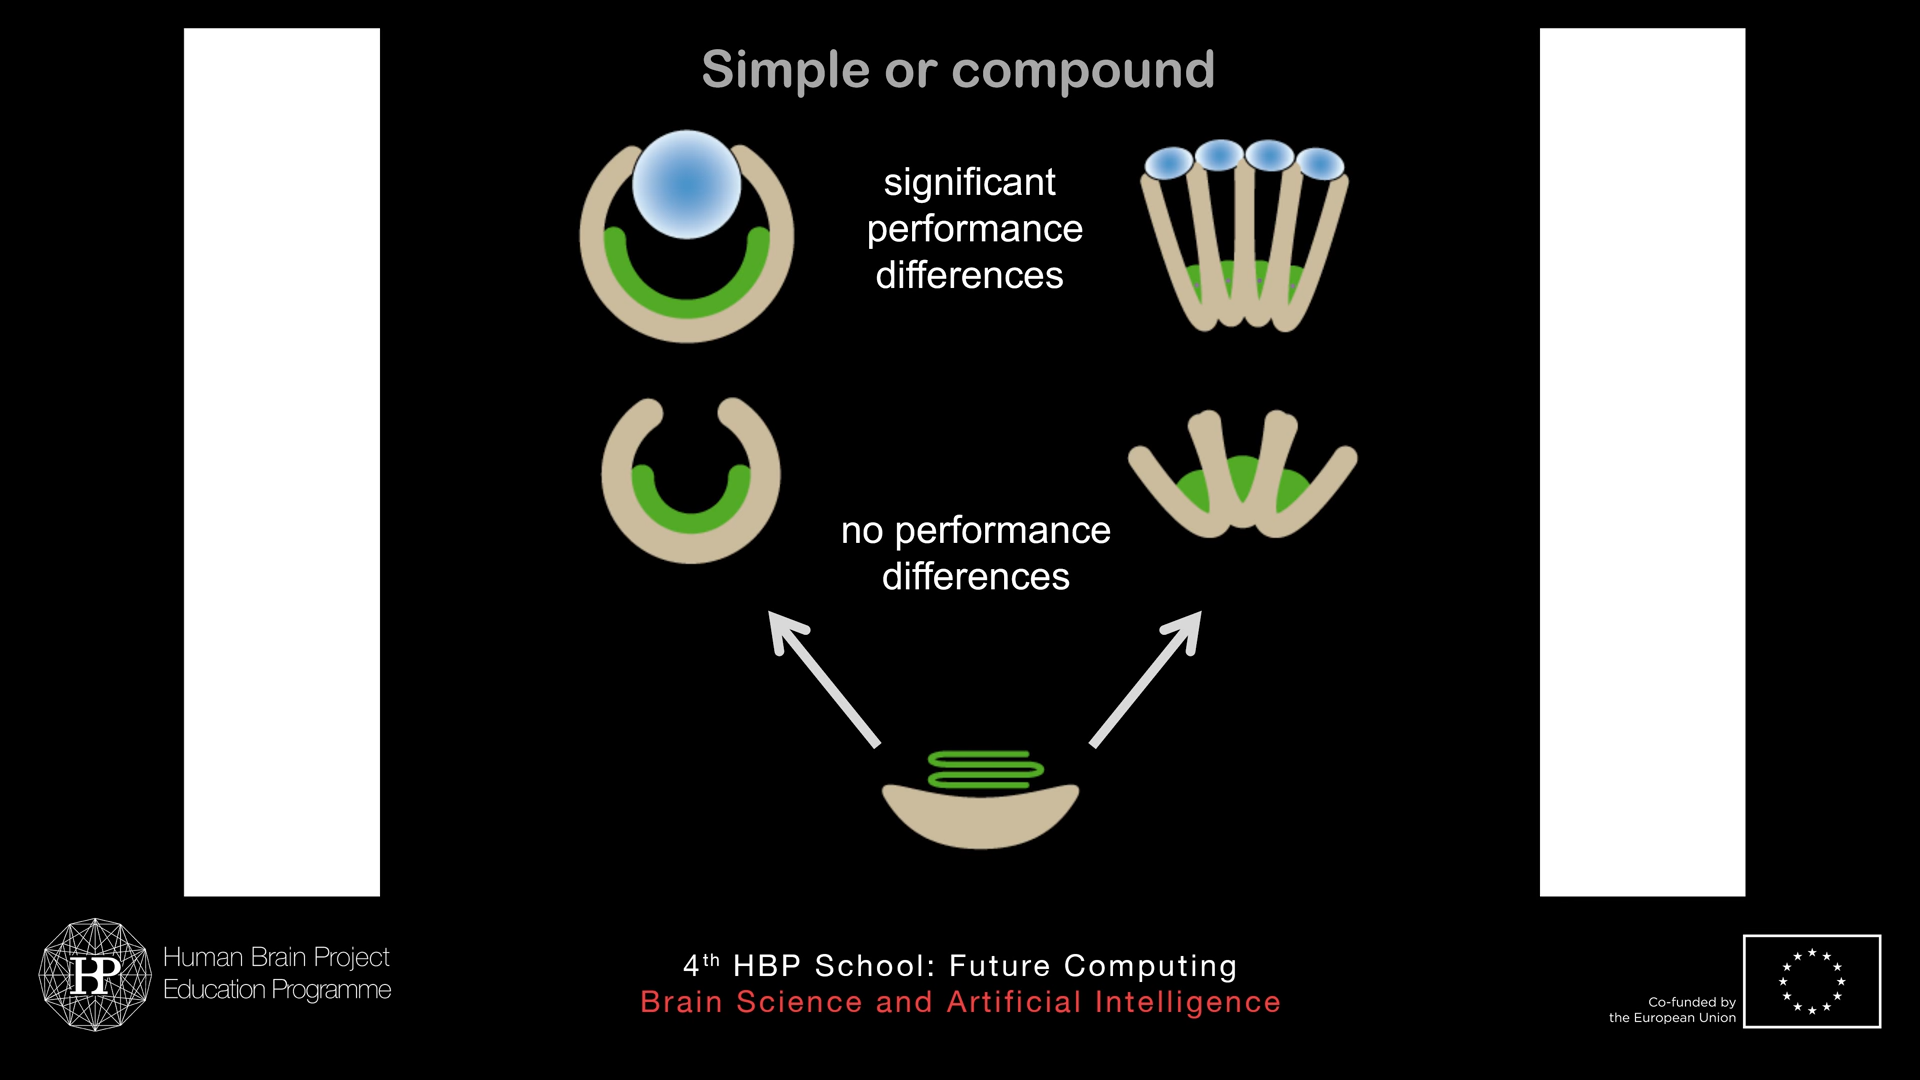 Simple or compound
significant
performance
differences
no performance
differences
HP
Human Brain Project
Education Programme
4th HBP School: Future Computing
Brain Science and Artificial Intelligence
Co-funded by
the European Union